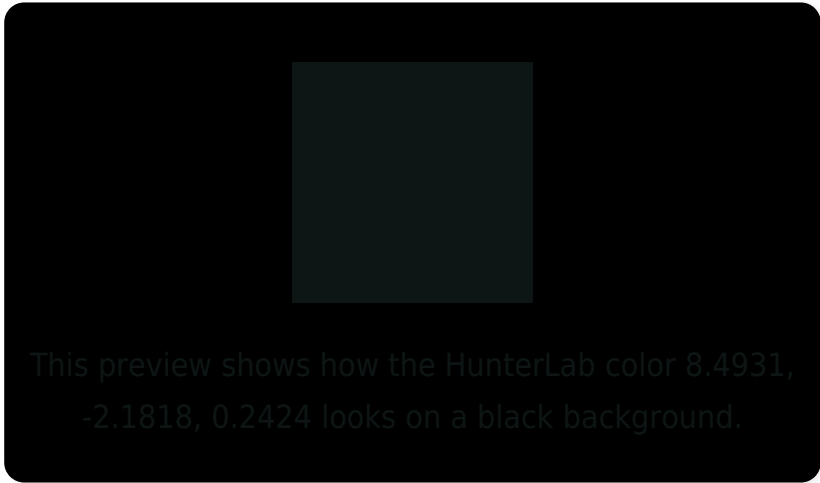 This preview shows how the HunterLab color 8.4931,
-2.1818, 0.2424 looks on a black background.